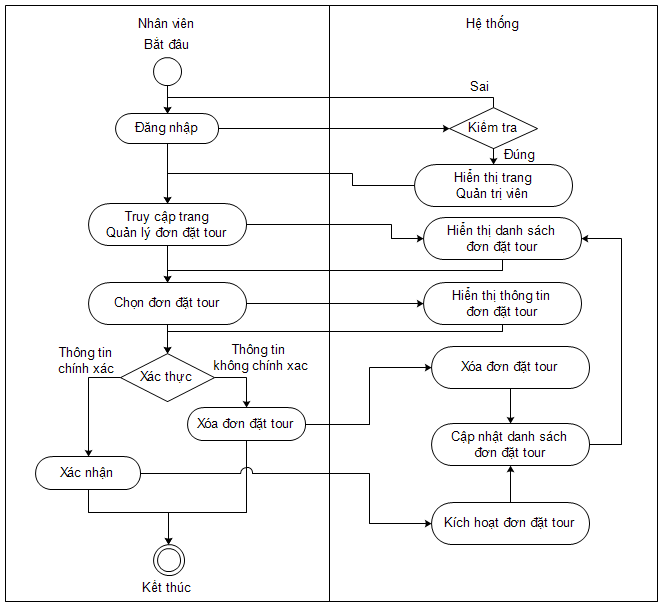 Nhân viên
Hệ thống
Bắt đâu
Sai
Đăng nhập
Kiểm tra
Đúng
Hiển thị trang
Quản trị viên
Truy cập trang
Quản lý đơn đặt tour
Hiển thị danh sách
đơn đặt tour
Chọn đơn đặt tour
Hiển thị thông tin
đơn đặt tour
Thông tin
chính xác
Thông tin
không chính xac
Xác thực
Xóa đơn đặt tour
Xóa đơn đặt tour
Cập nhật danh sách
đơn đặt tour
Xác nhận
Kích hoạt đơn đặt tour
Kết thúc